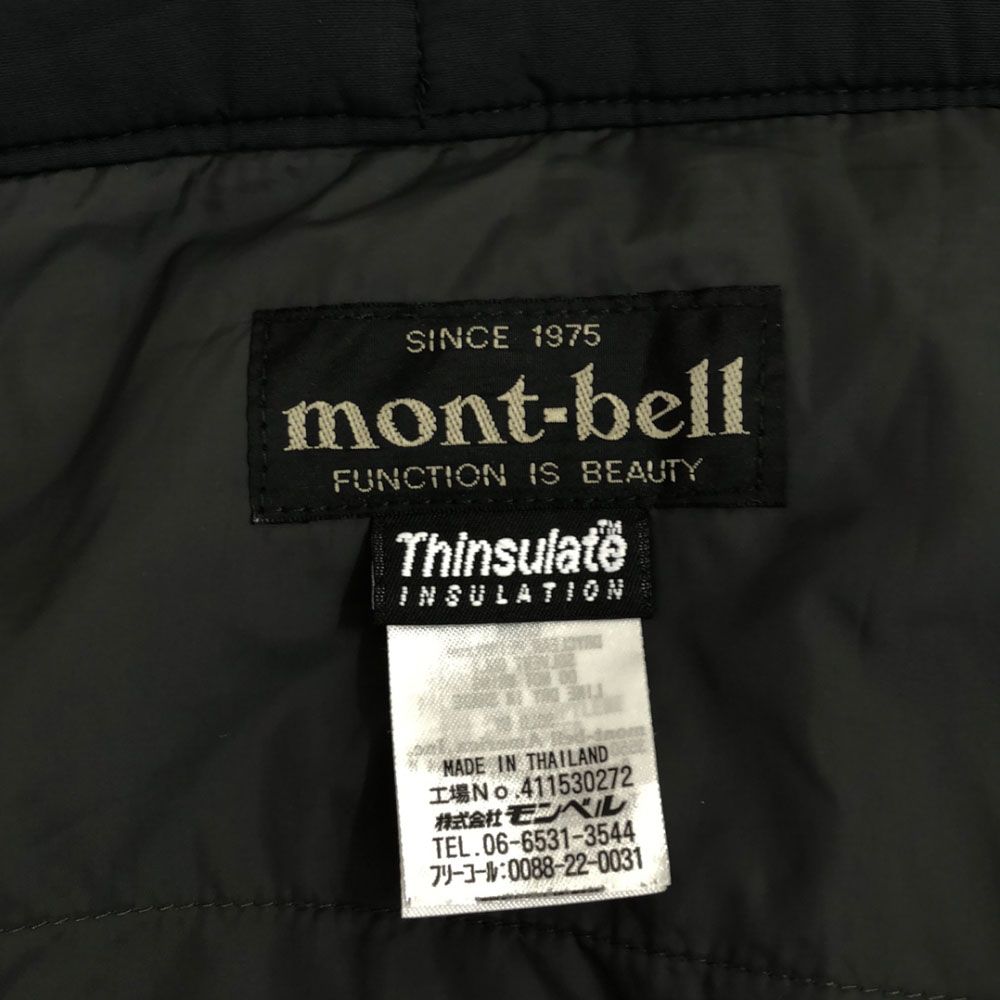 SINCE 1975
mont-bell
FUNCTION IS BEAUTY
Thinsulate™
INSULATION
MADE IN THAILAND
工場No.411530272
株式会社モンベル
TEL.06-6531-3544
フリーコール:0088-22-0031